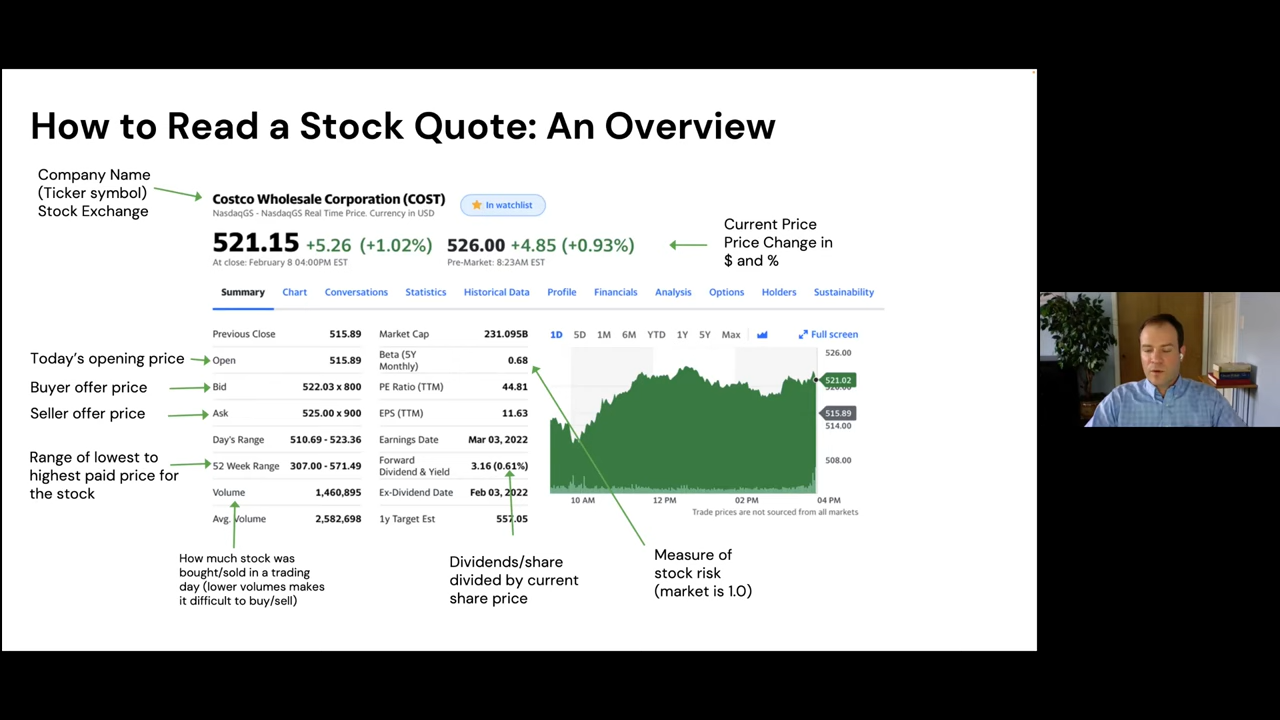 How to Read a Stock Quote: An Overview
Company Name
(Ticker symbol)
Stock Exchange
Costco Wholesale Corporation (COST)
In watchlist
NasdaqGS - NasdaqGS Real Time Price. Currency in USD
521.15 +5.26 (+1.02%) 526.00 +4.85 (+0.93%)
At close: February 8 04:00PM EST Pre-Market: 8:23AM EST
Current Price
Price Change in
$ and %
Summary Chart Conversations Statistics Historical Data Profile Financials Analysis Options Holders Sustainability
Today's opening price
Buyer offer price
Seller offer price
Range of lowest to
highest paid price for
the stock
Previous Close 515.89
Open 515.89
Bid 522.03 x 800
Ask 525.00 x 900
Day's Range 510.69 - 523.36
52 Week Range 307.00 - 571.49
Volume 1,460,895
Avg. Volume 2,582,698
Market Cap 231.095B
Beta (5Y
Monthly) 0.68
PE Ratio (TTM) 44.81
EPS (TTM) 11.63
Earnings Date Mar 03, 2022
Forward
Dividend & Yield 3.16 (0.61%)
Ex-Dividend Date Feb 03, 2022
1y Target Est 557.05
1D 5D 1M 6M YTD 1Y 5Y Max Full screen
526.00
521.02
515.89
514.00
508.00
10 AM 12 PM 02 PM 04 PM
Trade prices are not sourced from all markets
How much stock was
bought/sold in a trading
day (lower volumes makes
it difficult to buy/sell)
Dividends/share
divided by current
share price
Measure of
stock risk
(market is 1.0)